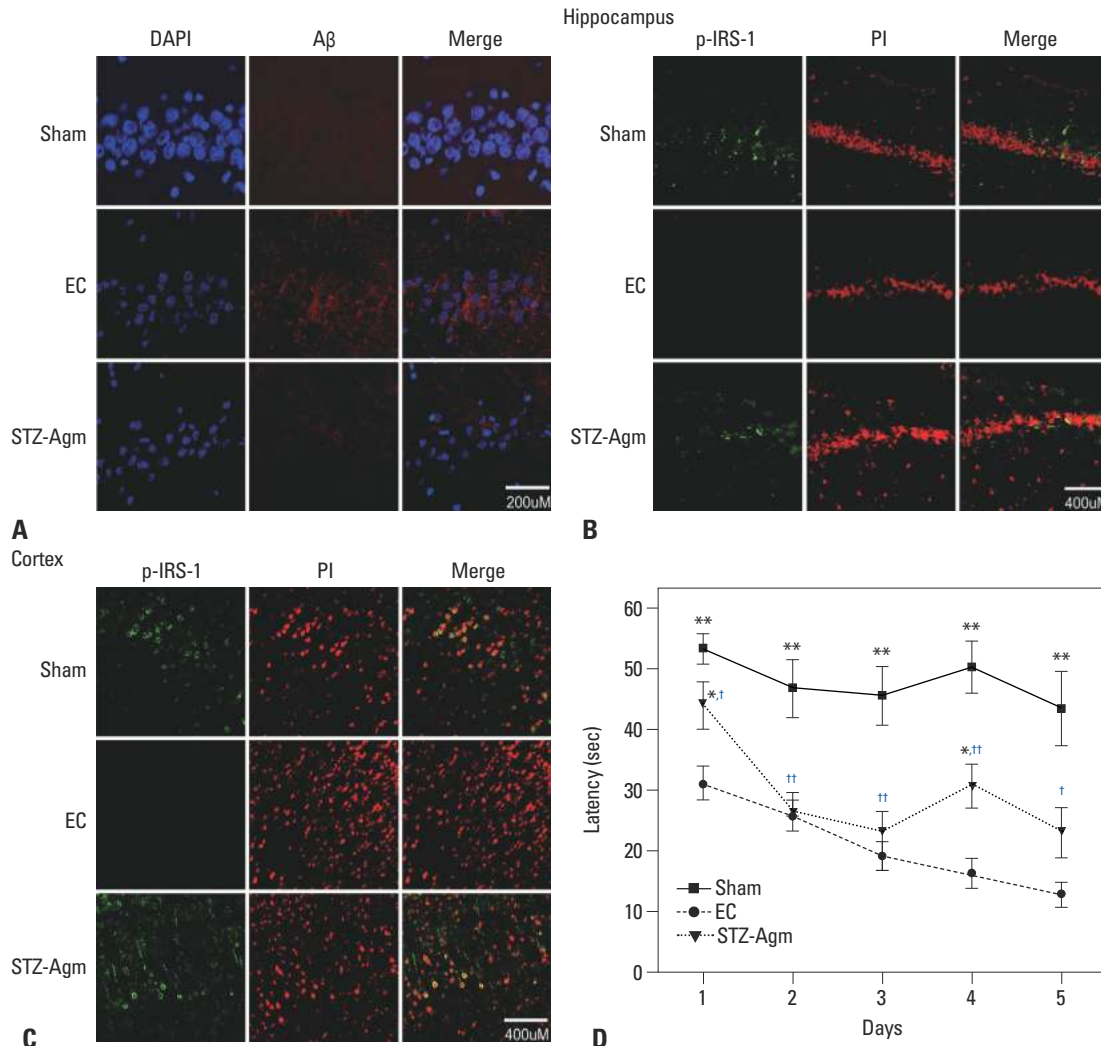 Hippocampus
DAPI Aβ Merge
Sham
EC
STZ-Agm
200uM
A
p-IRS-1 PI Merge
Sham
EC
STZ-Agm
400uM
B
Cortex
p-IRS-1 PI Merge
Sham
EC
STZ-Agm
400uM
C
60
50
40
30
20
10
0
Latency (sec)
** ** ** ** **
*,† †† †† *,†† †
Sham
EC
STZ-Agm
1 2 3 4 5
Days
D